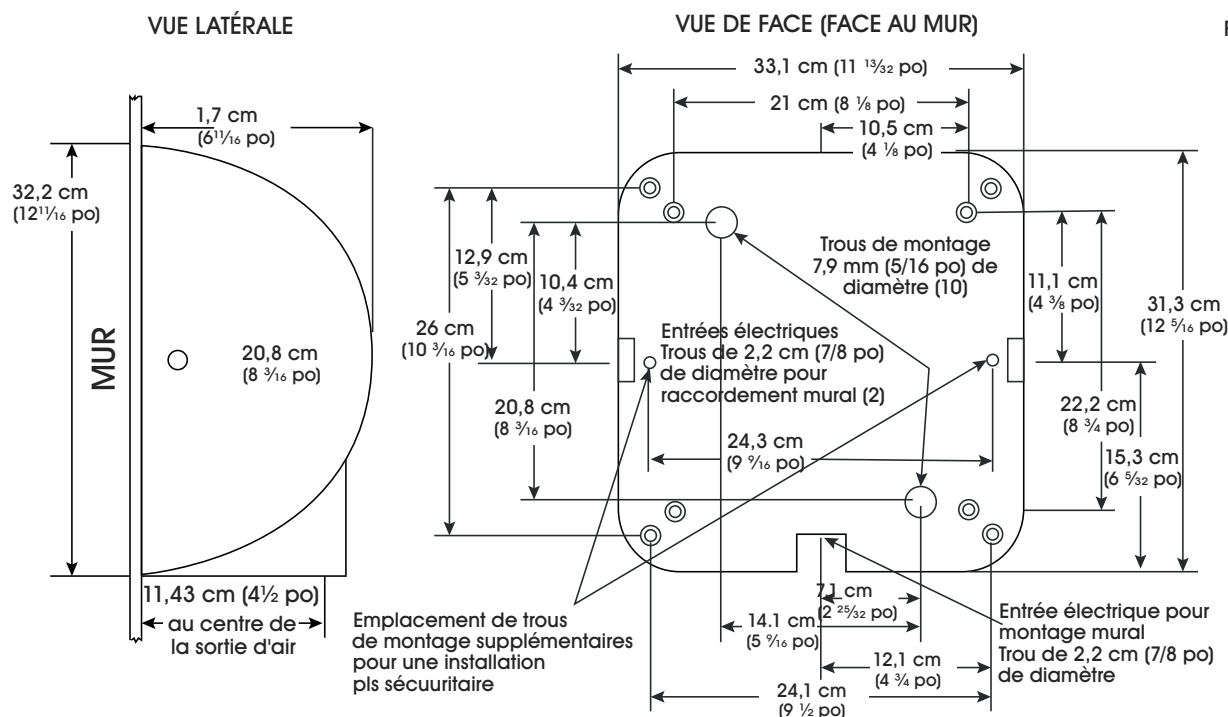 VUE LATÉRALE
1,7 cm
(6¹¹⁄₁₆ po)
32,2 cm
(12¹¹⁄₁₆ po)
MUR
20,8 cm
(8 ³⁄₁₆ po)
11,43 cm (4½ po)
au centre de
la sortie d'air
VUE DE FACE (FACE AU MUR)
33,1 cm (11 ¹³⁄₃₂ po)
21 cm (8 ⅛ po)
10,5 cm
(4 ⅛ po)
12,9 cm
(5 ³⁄₃₂ po)
10,4 cm
(4 ³⁄₃₂ po)
26 cm
(10 ³⁄₁₆ po)
20,8 cm
(8 ³⁄₁₆ po)
Trous de montage
7,9 mm (5/16 po) de
diamètre (10)
Entrées électriques
Trous de 2,2 cm (7/8 po)
de diamètre pour
raccordement mural (2)
11,1 cm
(4 ⅜ po)
31,3 cm
(12 ⁵⁄₁₆ po)
22,2 cm
(8 ¾ po)
15,3 cm
(6 ⁵⁄₃₂ po)
24,3 cm
(9 ⁹⁄₁₆ po)
7,1 cm
(2 ²⁵⁄₃₂ po)
14.1 cm
(5 ⁹⁄₁₆ po)
12,1 cm
(4 ¾ po)
24,1 cm
(9 ½ po)
Emplacement de trous
de montage supplémentaires
pour une installation
pls sécuuritaire
Entrée électrique pour
montage mural
Trou de 2,2 cm (7/8 po)
de diamètre